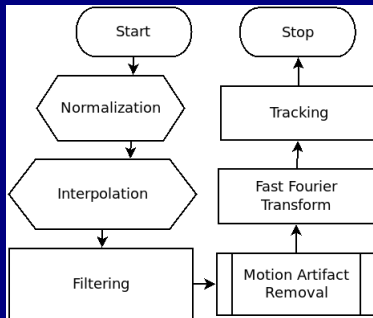 Start
Normalization
Interpolation
Filtering
Motion Artifact
Removal
Fast Fourier
Transform
Tracking
Stop